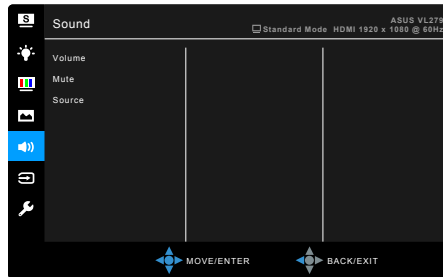 S
Sound
ASUS VL279
Standard Mode HDMI 1920 x 1080 @ 60Hz
Volume
Mute
Source
MOVE/ENTER
BACK/EXIT